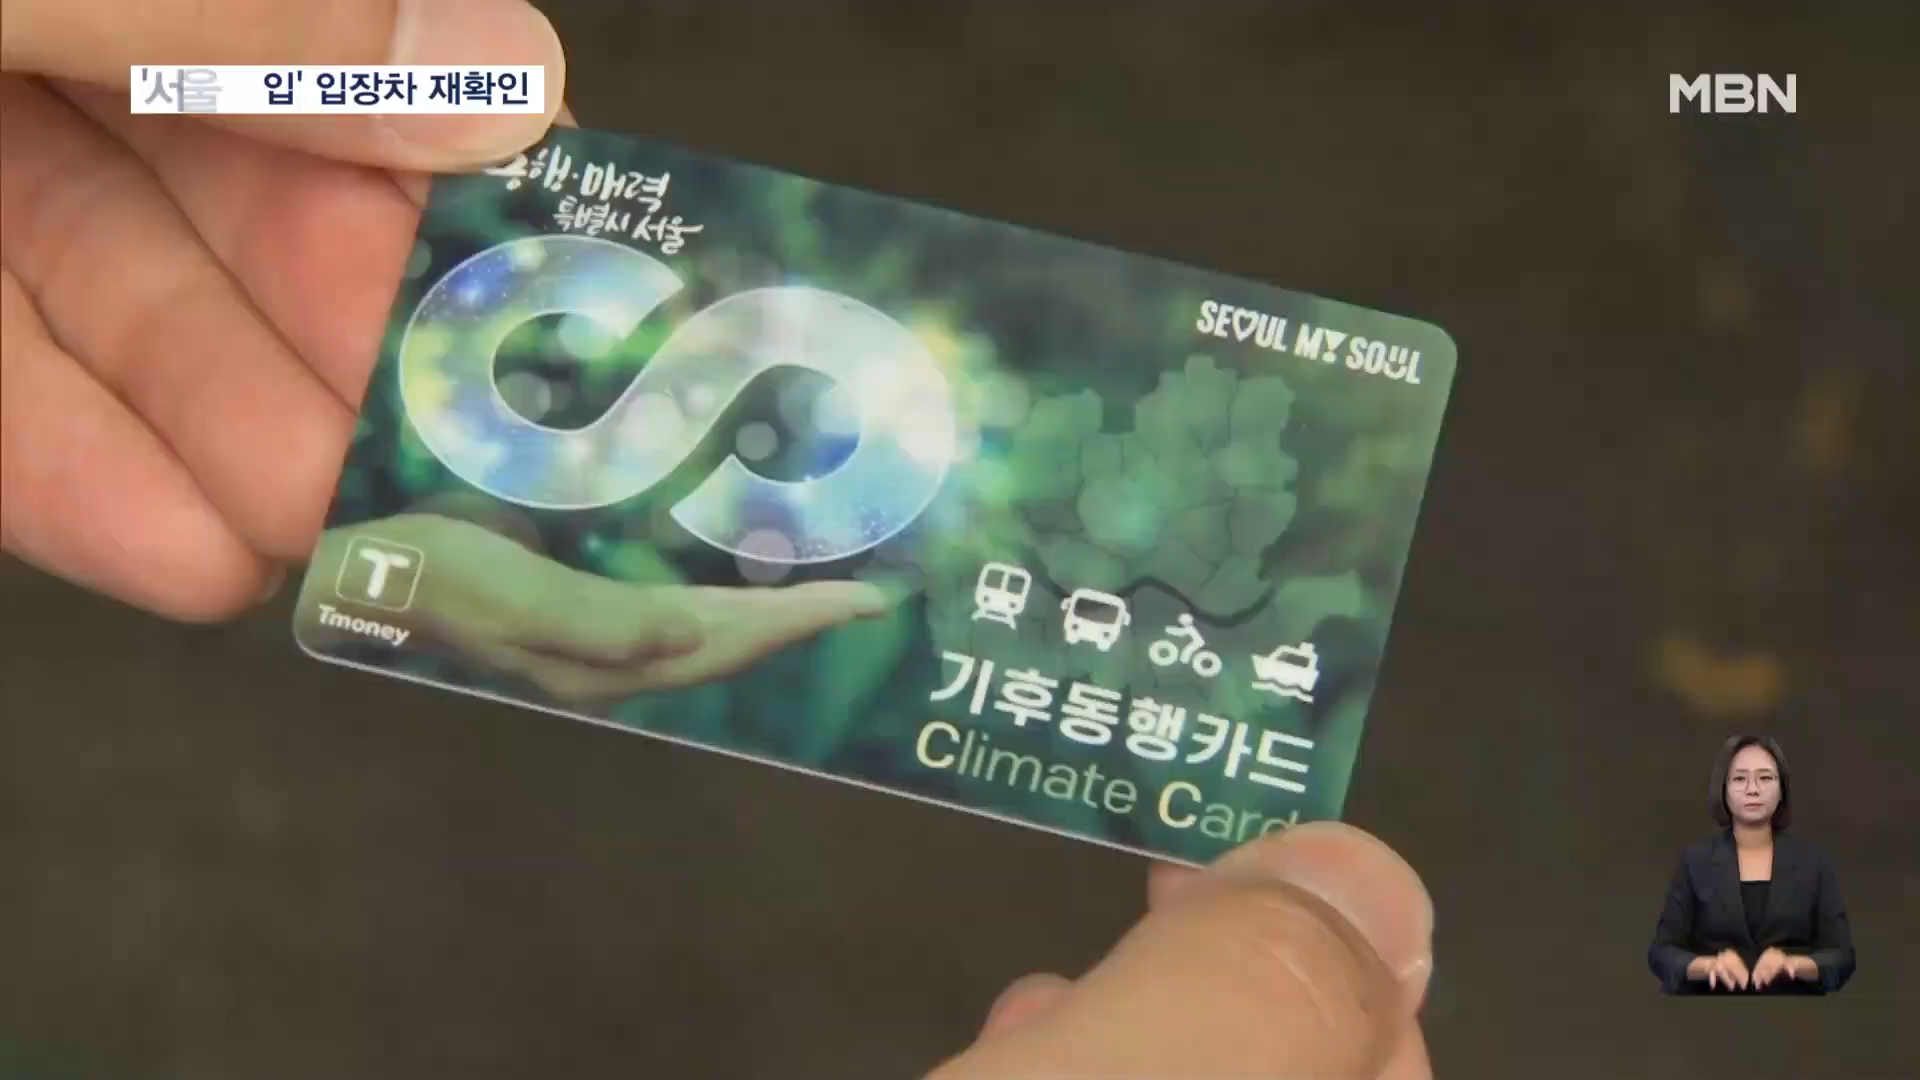 '서울 입' 입장차 재확인
MBN
동행·매력
특별시 서울
SEOUL MY SOUL
T
Tmoney
기후동행카드
Climate Card